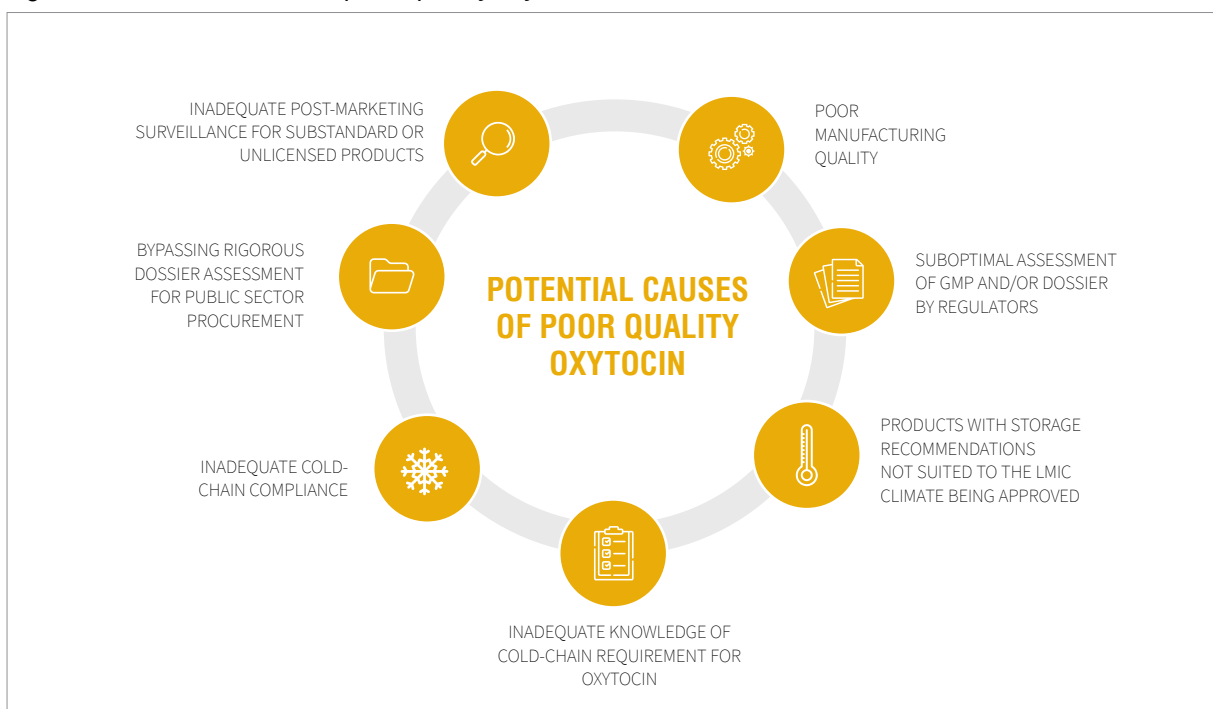 INADEQUATE POST-MARKETING
SURVEILLANCE FOR SUBSTANDARD OR
UNLICENSED PRODUCTS
POOR
MANUFACTURING
QUALITY
BYPASSING RIGOROUS
DOSSIER ASSESSMENT
FOR PUBLIC SECTOR
PROCUREMENT
POTENTIAL CAUSES
OF POOR QUALITY
OXYTOCIN
SUBOPTIMAL ASSESSMENT
OF GMP AND/OR DOSSIER
BY REGULATORS
INADEQUATE COLD-
CHAIN COMPLIANCE
PRODUCTS WITH STORAGE
RECOMMENDATIONS
NOT SUITED TO THE LMIC
CLIMATE BEING APPROVED
INADEQUATE KNOWLEDGE OF
COLD-CHAIN REQUIREMENT FOR
OXYTOCIN